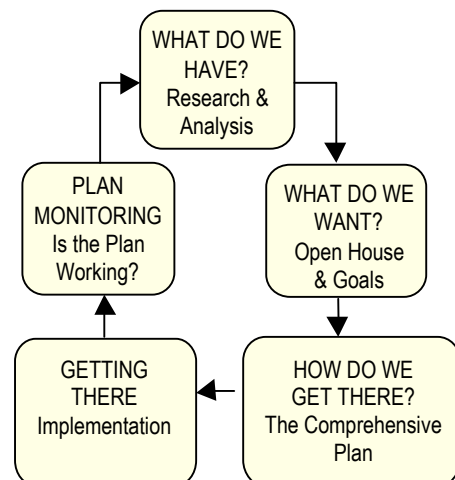 WHAT DO WE
HAVE?
Research &
Analysis
WHAT DO WE
WANT?
Open House
& Goals
HOW DO WE
GET THERE?
The Comprehensive
Plan
GETTING
THERE
Implementation
PLAN
MONITORING
Is the Plan
Working?